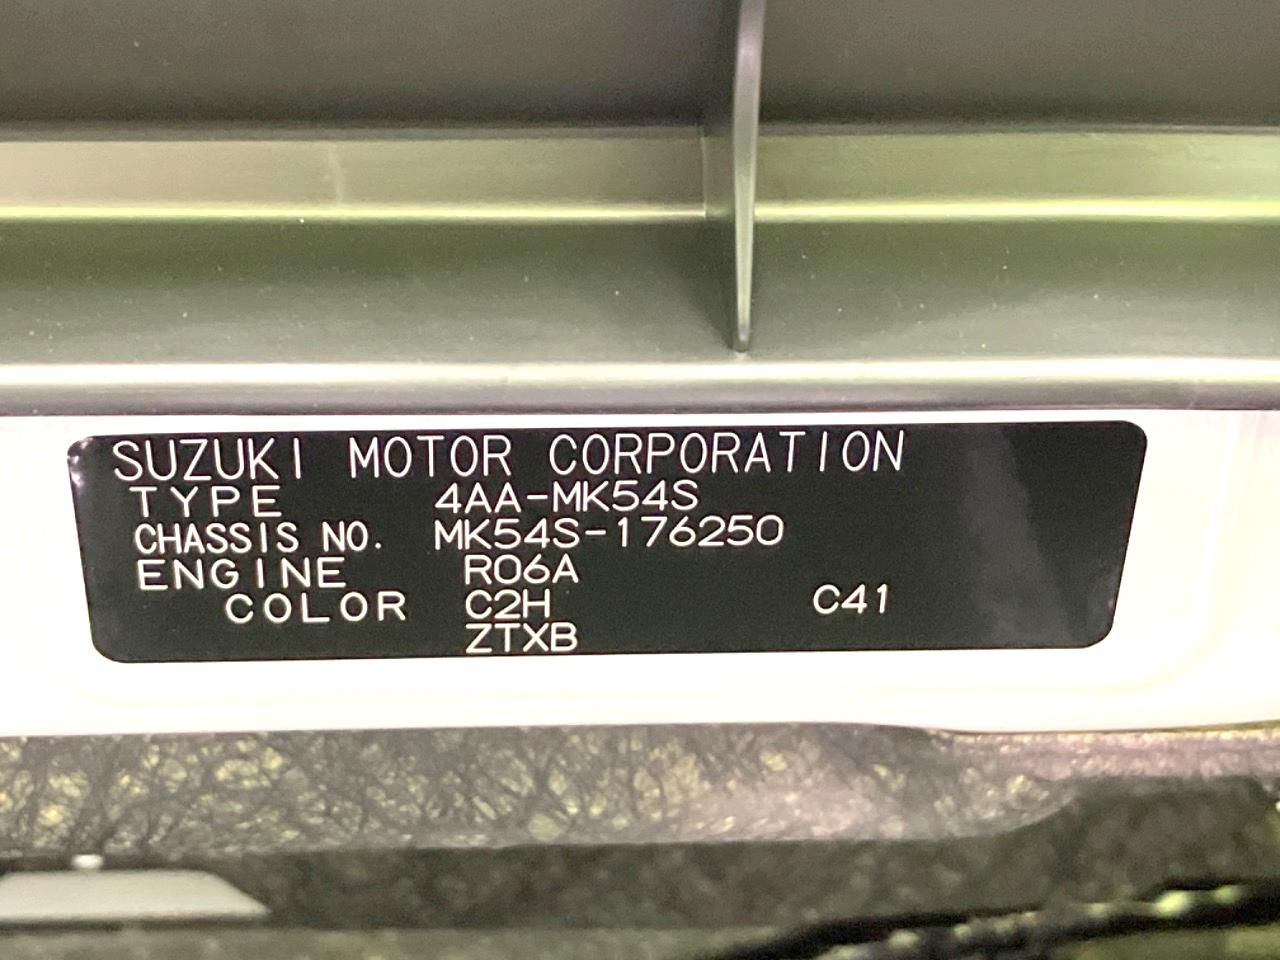 SUZUKI MOTOR CORPORATION
TYPE 4AA-MK54S
CHASSIS NO. MK54S-176250
ENGINE R06A
COLOR C2H C41
ZTXB